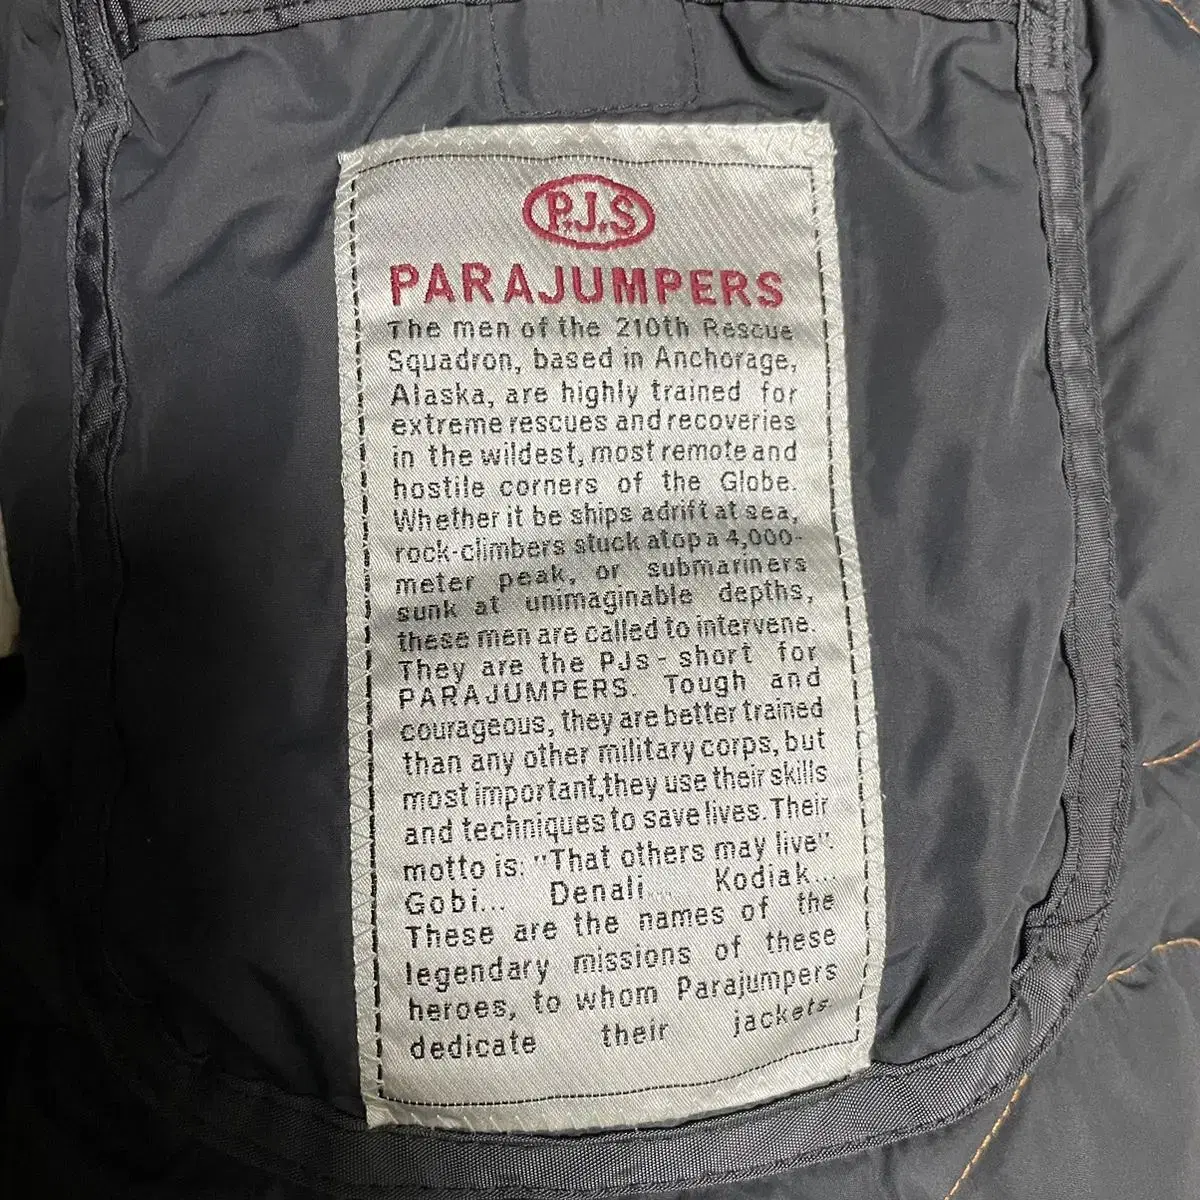 P.J.S
PARAJUMPERS
The men of the 210th Rescue
Squadron, based in Anchorage,
Alaska, are highly trained for
extreme rescues and recoveries
in the wildest, most remote and
hostile corners of the Globe.
Whether it be ships adrift at sea,
rock-climbers stuck atop a 4,000-
meter peak, or submariners
sunk at unimaginable depths,
these men are called to intervene.
They are the PJs - short for
PARAJUMPERS. Tough and
courageous, they are better trained
than any other military corps, but
most important,they use their skills
and techniques to save lives. Their
motto is: "That others may live".
Gobi... Denali... Kodiak...
These are the names of the
legendary missions of these
heroes, to whom Parajumpers
dedicate their jackets.